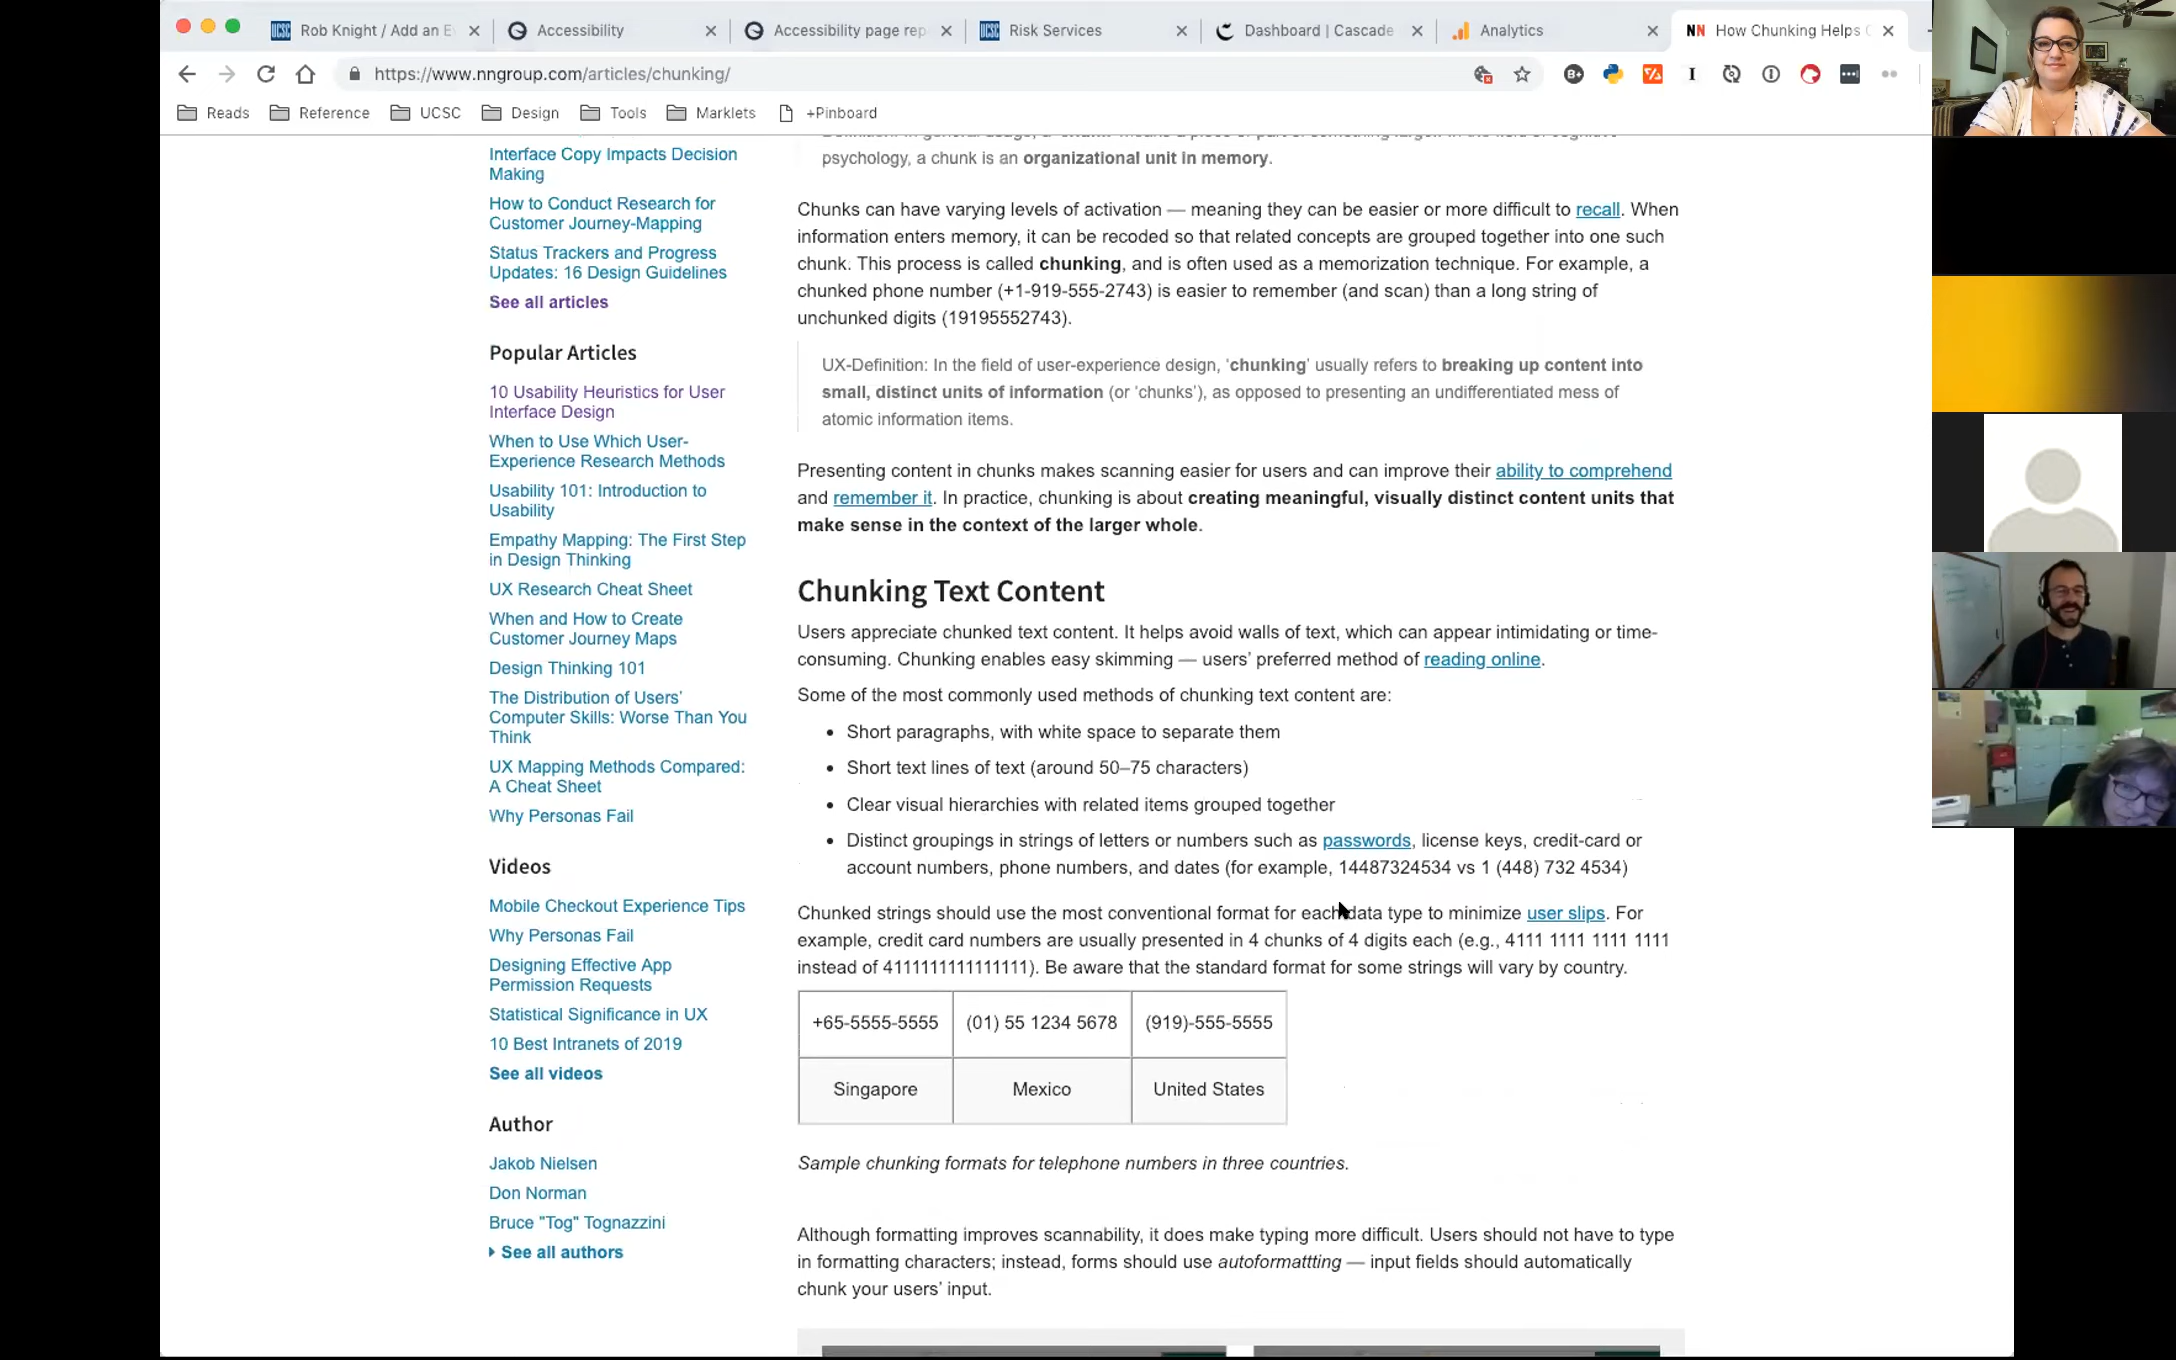 Rob Knight / Add an E
Accessibility
Accessibility page rep
Risk Services
Dashboard | Cascade
Analytics
How Chunking Helps
https://www.nngroup.com/articles/chunking/
Reads
Reference
UCSC
Design
Tools
Marklets
+Pinboard
Interface Copy Impacts Decision
Making
How to Conduct Research for
Customer Journey-Mapping
Status Trackers and Progress
Updates: 16 Design Guidelines
See all articles
Popular Articles
10 Usability Heuristics for User
Interface Design
When to Use Which User-
Experience Research Methods
Usability 101: Introduction to
Usability
Empathy Mapping: The First Step
in Design Thinking
UX Research Cheat Sheet
When and How to Create
Customer Journey Maps
Design Thinking 101
The Distribution of Users’
Computer Skills: Worse Than You
Think
UX Mapping Methods Compared:
A Cheat Sheet
Why Personas Fail
Videos
Mobile Checkout Experience Tips
Why Personas Fail
Designing Effective App
Permission Requests
Statistical Significance in UX
10 Best Intranets of 2019
See all videos
Author
Jakob Nielsen
Don Norman
Bruce "Tog" Tognazzini
See all authors
psychology, a chunk is an organizational unit in memory.
Chunks can have varying levels of activation — meaning they can be easier or more difficult to recall. When
information enters memory, it can be recoded so that related concepts are grouped together into one such
chunk. This process is called chunking, and is often used as a memorization technique. For example, a
chunked phone number (+1-919-555-2743) is easier to remember (and scan) than a long string of
unchunked digits (19195552743).
UX-Definition: In the field of user-experience design, ‘chunking’ usually refers to breaking up content into
small, distinct units of information (or ‘chunks’), as opposed to presenting an undifferentiated mess of
atomic information items.
Presenting content in chunks makes scanning easier for users and can improve their ability to comprehend
and remember it. In practice, chunking is about creating meaningful, visually distinct content units that
make sense in the context of the larger whole.
Chunking Text Content
Users appreciate chunked text content. It helps avoid walls of text, which can appear intimidating or time-
consuming. Chunking enables easy skimming — users’ preferred method of reading online.
Some of the most commonly used methods of chunking text content are:
• Short paragraphs, with white space to separate them
• Short text lines of text (around 50–75 characters)
• Clear visual hierarchies with related items grouped together
• Distinct groupings in strings of letters or numbers such as passwords, license keys, credit-card or
account numbers, phone numbers, and dates (for example, 14487324534 vs 1 (448) 732 4534)
Chunked strings should use the most conventional format for each data type to minimize user slips. For
example, credit card numbers are usually presented in 4 chunks of 4 digits each (e.g., 4111 1111 1111 1111
instead of 4111111111111111). Be aware that the standard format for some strings will vary by country.
+65-5555-5555
(01) 55 1234 5678
(919)-555-5555
Singapore
Mexico
United States
Sample chunking formats for telephone numbers in three countries.
Although formatting improves scannability, it does make typing more difficult. Users should not have to type
in formatting characters; instead, forms should use autoformattting — input fields should automatically
chunk your users’ input.